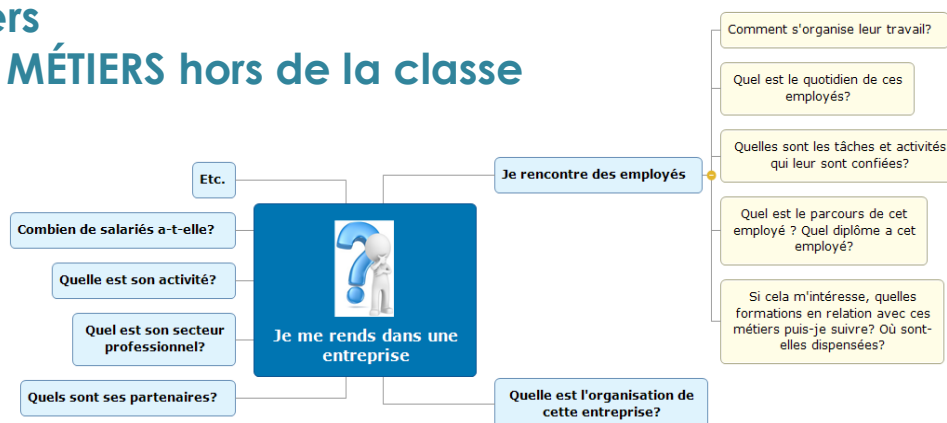 ers
MÉTIERS hors de la classe
Etc.
Combien de salariés a-t-elle?
Quelle est son activité?
Quel est son secteur
professionnel?
Quels sont ses partenaires?
Je me rends dans une
entreprise
Je rencontre des employés
Comment s'organise leur travail?
Quel est le quotidien de ces
employés?
Quelles sont les tâches et activités
qui leur sont confiées?
Quel est le parcours de cet
employé ? Quel diplôme a cet
employé?
Si cela m'intéresse, quelles
formations en relation avec ces
métiers puis-je suivre? Où sont-
elles dispensées?
Quelle est l'organisation de
cette entreprise?